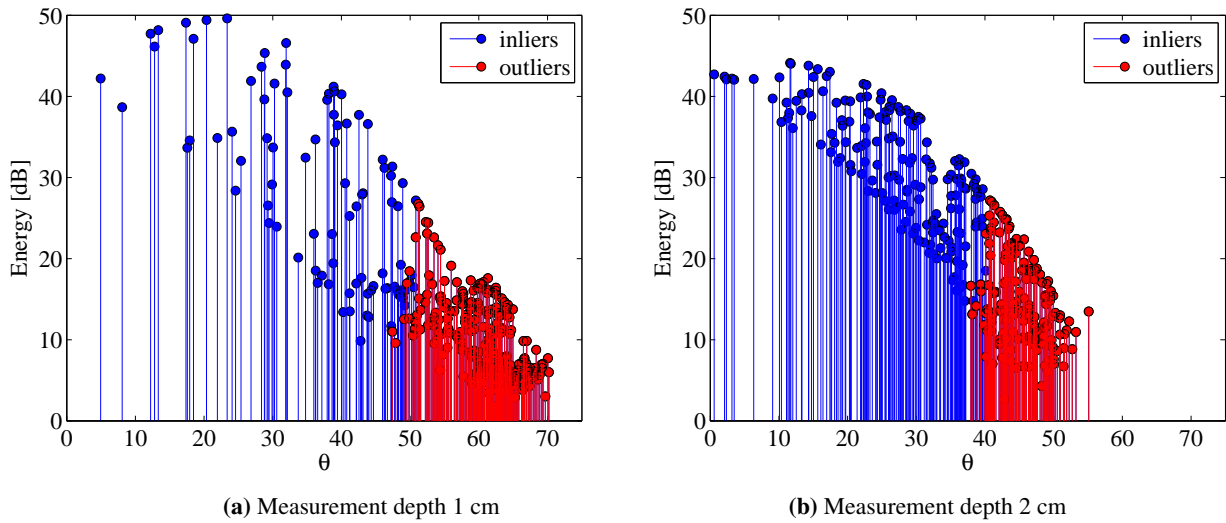 50
40
30
20
10
0
Energy [dB]
0 10 20 30 40 50 60 70
θ
inliers
outliers
(a) Measurement depth 1 cm
50
40
30
20
10
0
Energy [dB]
0 10 20 30 40 50 60 70
θ
inliers
outliers
(b) Measurement depth 2 cm